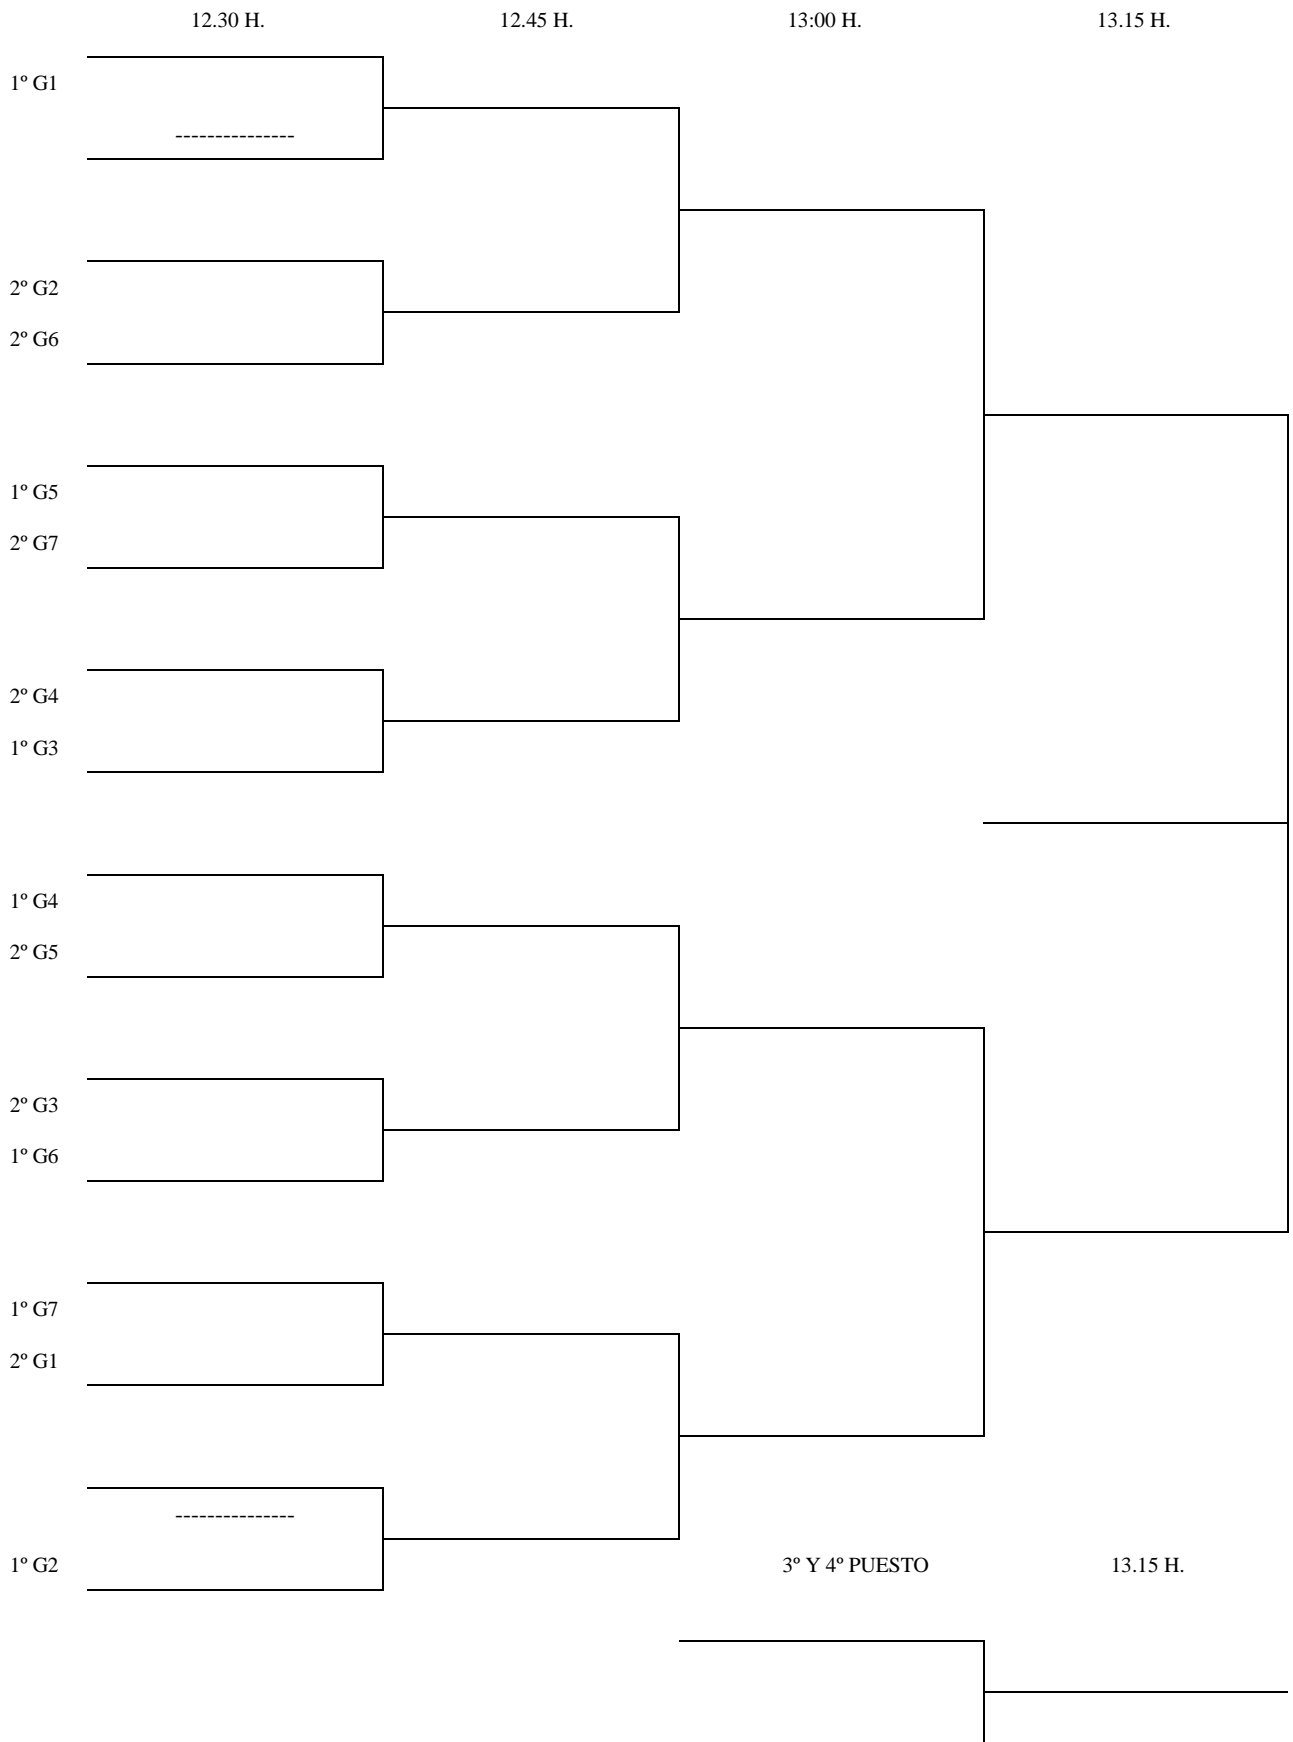 12.30 H. 12.45 H. 13:00 H. 13.15 H.
1º G1
---------------
2º G2
2º G6
1º G5
2º G7
2º G4
1º G3
1º G4
2º G5
2º G3
1º G6
1º G7
2º G1
---------------
1º G2 3º Y 4º PUESTO 13.15 H.